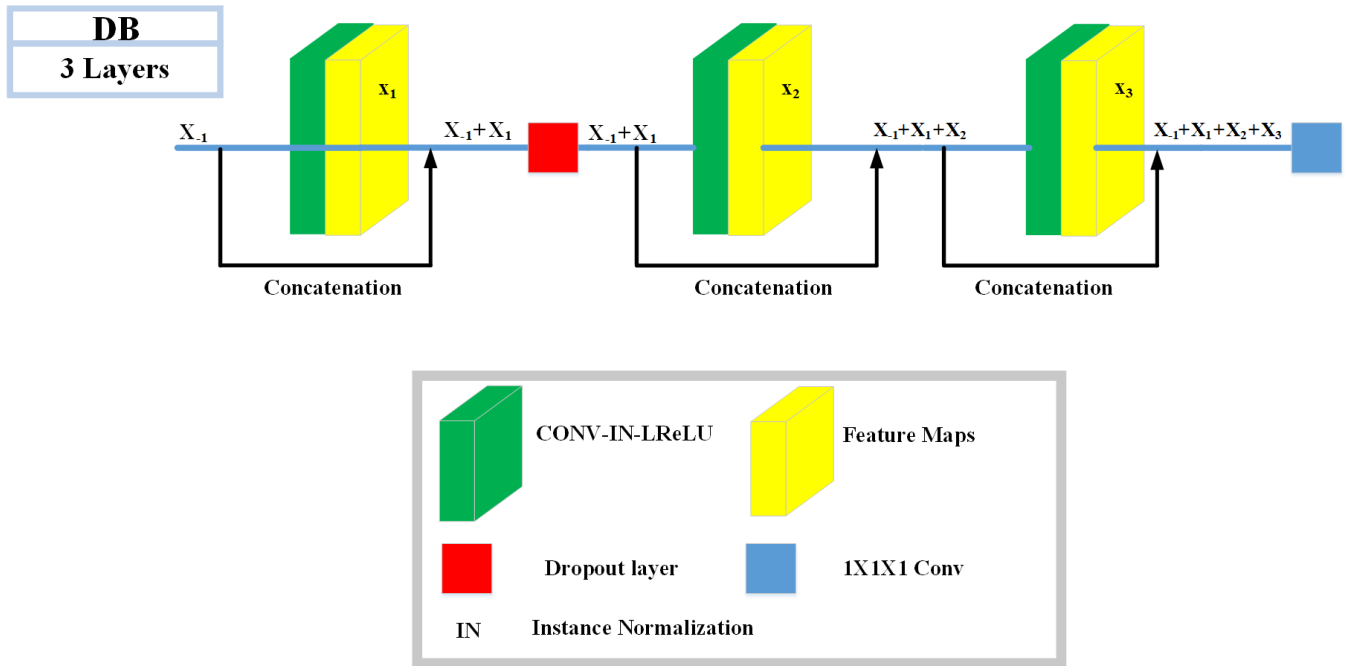 DB
3 Layers
x₁
x₂
x₃
X₋₁
X₋₁+X₁
X₋₁+X₁
X₋₁+X₁+X₂
X₋₁+X₁+X₂+X₃
Concatenation
Concatenation
Concatenation
CONV-IN-LReLU
Feature Maps
Dropout layer
1X1X1 Conv
IN
Instance Normalization